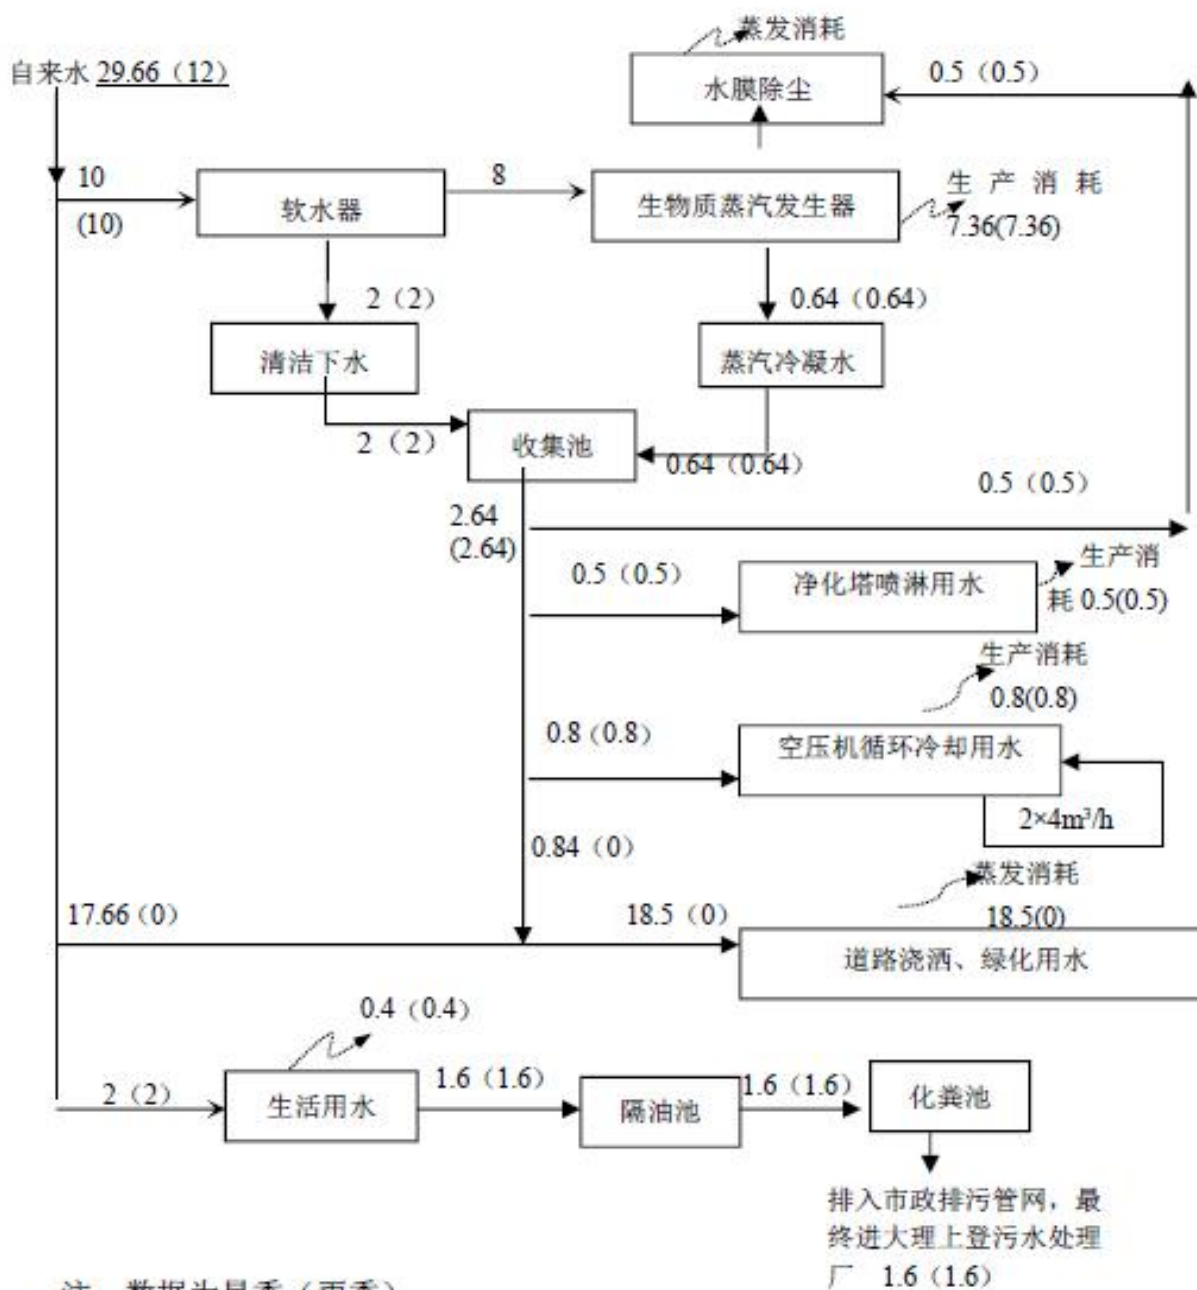 蒸发消耗
自来水 29.66（12）
水膜除尘
0.5（0.5）
10
(10)
软水器
8
生物质蒸汽发生器
生 产 消 耗
7.36(7.36)
2（2）
0.64（0.64）
清洁下水
蒸汽冷凝水
2（2）
收集池
0.64（0.64）
0.5（0.5）
2.64
(2.64)
0.5（0.5）
净化塔喷淋用水
生产消
耗 0.5(0.5)
生产消耗
0.8(0.8)
0.8（0.8）
空压机循环冷却用水
2×4m³/h
0.84（0）
蒸发消耗
18.5(0)
17.66（0）
18.5（0）
道路浇洒、绿化用水
0.4（0.4）
2（2）
生活用水
1.6（1.6）
隔油池
1.6（1.6）
化粪池
排入市政排污管网，最
终进大理上登污水处理
厂 1.6（1.6）